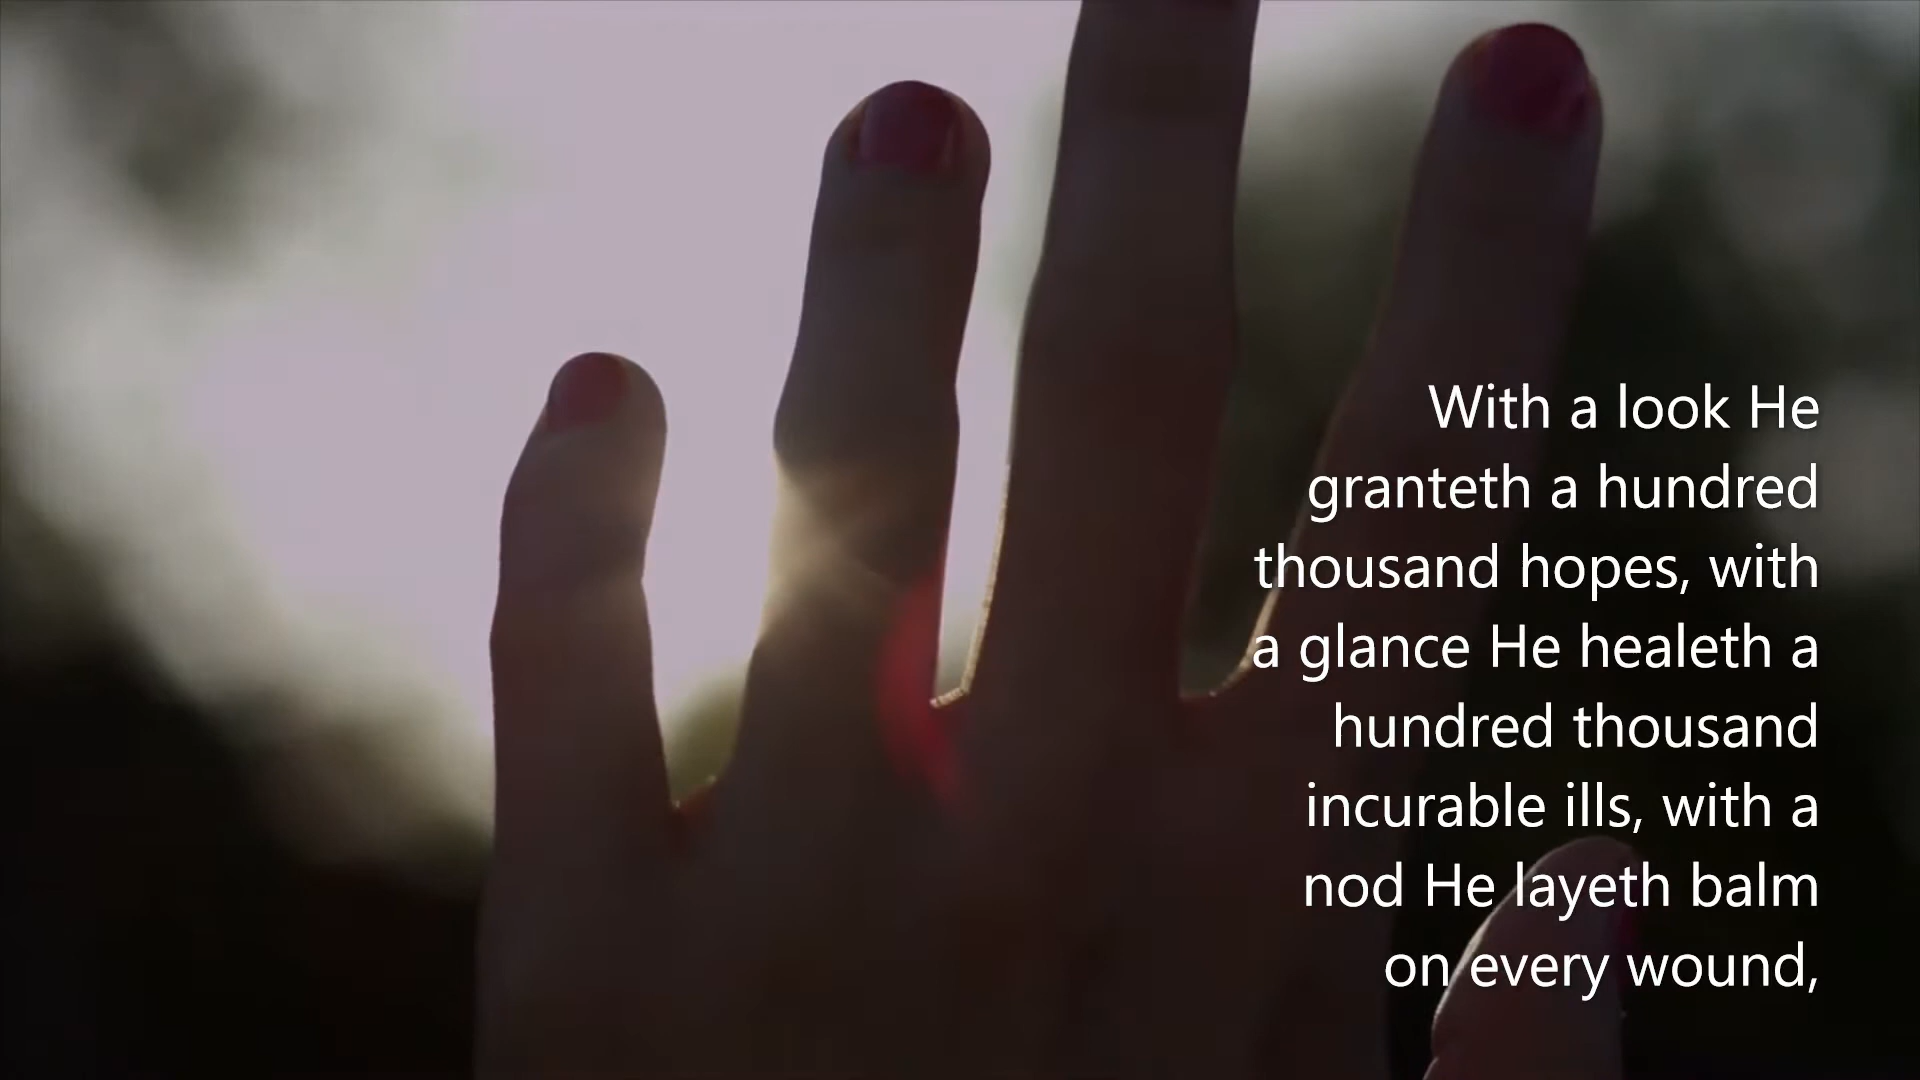 With a look He
granteth a hundred
thousand hopes, with
a glance He healeth a
hundred thousand
incurable ills, with a
nod He layeth balm
on every wound,